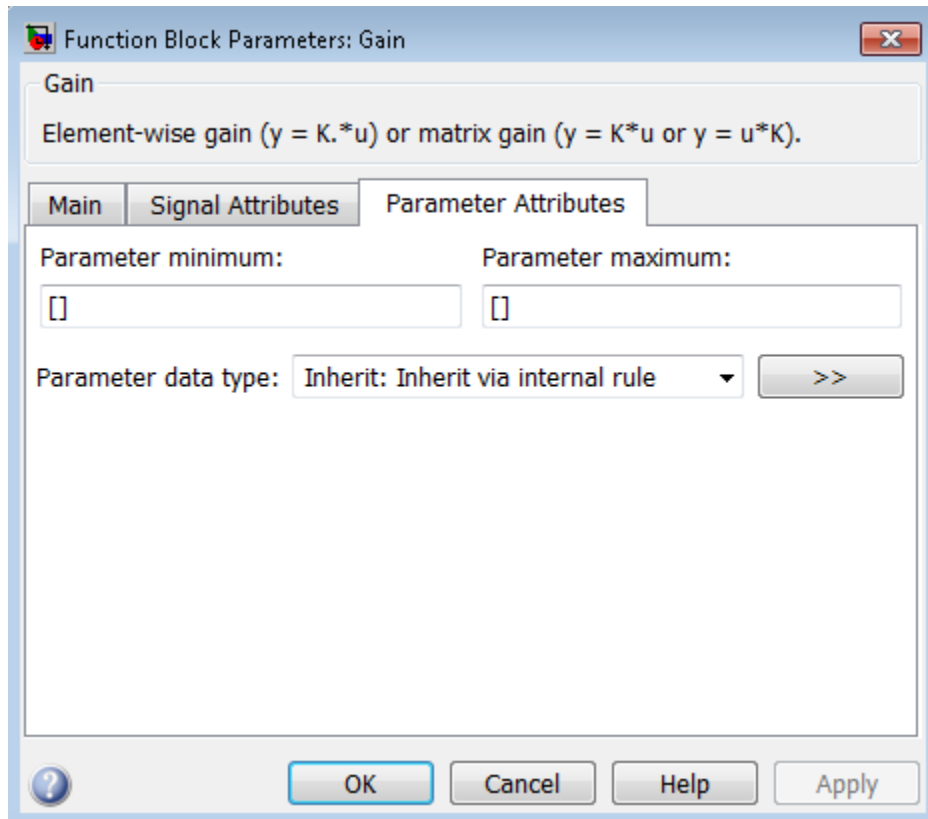 Function Block Parameters: Gain
Gain
Element-wise gain (y = K.*u) or matrix gain (y = K*u or y = u*K).
Main Signal Attributes Parameter Attributes
Parameter minimum: Parameter maximum:
[] []
Parameter data type: Inherit: Inherit via internal rule >>
OK Cancel Help Apply